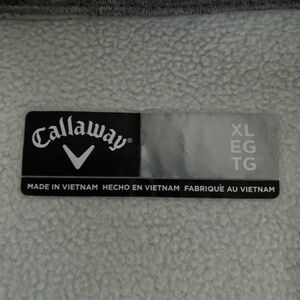 Callaway®
XL
EG
TG
MADE IN VIETNAM HECHO EN VIETNAM FABRIQUÉ AU VIETNAM